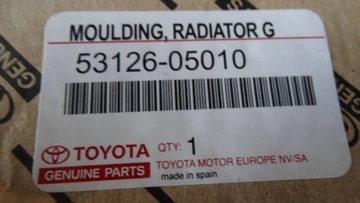 MOULDING, RADIATOR G
53126-05010
TOYOTA
GENUINE PARTS
QTY: 1
TOYOTA MOTOR EUROPE NV/SA
made in spain